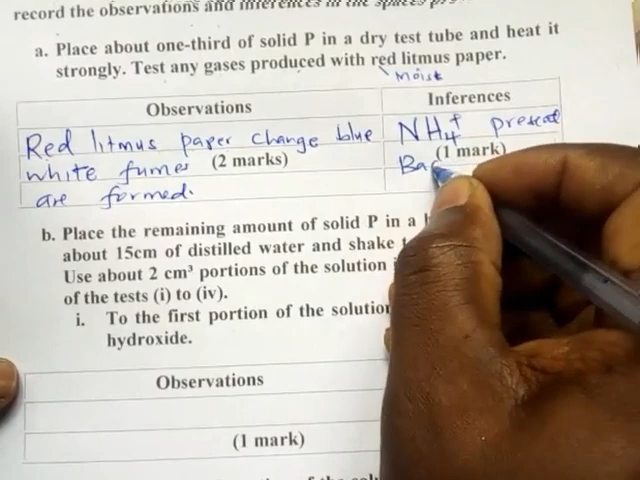 record the observations and inferences in the spaces pro
a. Place about one-third of solid P in a dry test tube and heat it
strongly. Test any gases produced with red litmus paper.
Moist
Observations
Inferences
Red litmus paper change blue
white fumes (2 marks)
are formed.
NH4+ present
(1 mark)
Bas
b. Place the remaining amount of solid P in a b
about 15cm of distilled water and shake
Use about 2 cm³ portions of the solution
of the tests (i) to (iv).
i. To the first portion of the solution
hydroxide.
Observations
(1 mark)